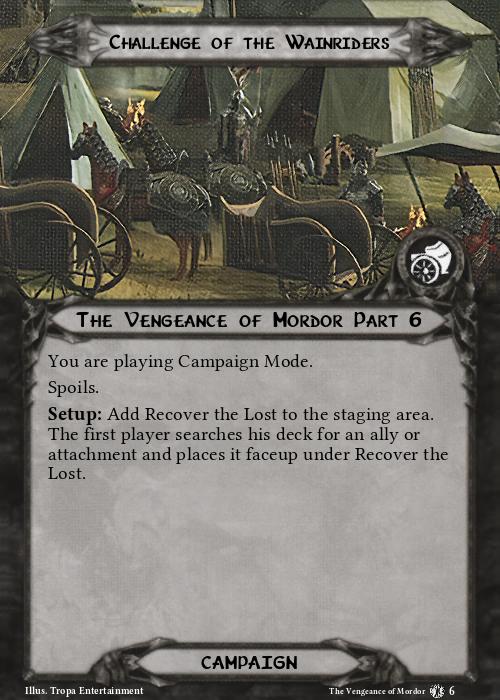 Challenge of the Wainriders
The Vengeance of Mordor Part 6
You are playing Campaign Mode.
Spoils.
Setup: Add Recover the Lost to the staging area.
The first player searches his deck for an ally or
attachment and places it faceup under Recover the
Lost.
CAMPAIGN
Illus. Tropa Entertainment
The Vengeance of Mordor 6